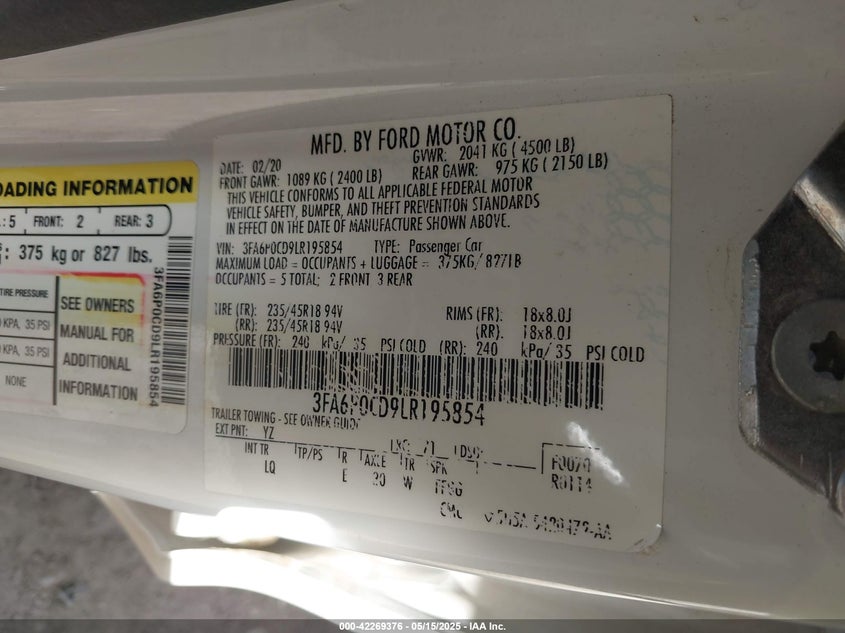 LOADING INFORMATION
: 5 FRONT: 2 REAR: 3
: 375 kg or 827 lbs.
TIRE PRESSURE
KPA, 35 PSI
KPA, 35 PSI
NONE
SEE OWNERS
MANUAL FOR
ADDITIONAL
INFORMATION
3FA6P0CD9LR195854
MFD. BY FORD MOTOR CO.
DATE: 02/20 GVWR: 2041 KG ( 4500 LB)
FRONT GAWR: 1089 KG ( 2400 LB) REAR GAWR: 975 KG ( 2150 LB)
THIS VEHICLE CONFORMS TO ALL APPLICABLE FEDERAL MOTOR
VEHICLE SAFETY, BUMPER, AND THEFT PREVENTION STANDARDS
IN EFFECT ON THE DATE OF MANUFACTURE SHOWN ABOVE.
VIN: 3FA6P0CD9LR195854 TYPE: Passenger Car
MAXIMUM LOAD = OCCUPANTS + LUGGAGE = 375KG/ 827LB
OCCUPANTS: = 5 TOTAL; 2 FRONT 3 REAR
TIRE (FR): 235/45R18 94V RIMS (FR): 18x8.0J
(RR): 235/45R18 94V (RR): 18x8.0J
PRESSURE (FR): 240 kPa/ 35 PSI COLD (RR): 240 kPa/ 35 PSI COLD
3FA6P0CD9LR195854
TRAILER TOWING - SEE OWNER GUIDE
EXT PNT: YZ DSO:
INT TR TP/PS R AXLE TR SPR
LQ E W
R0114
000-42269376 - 05/15/2025 - IAA Inc.